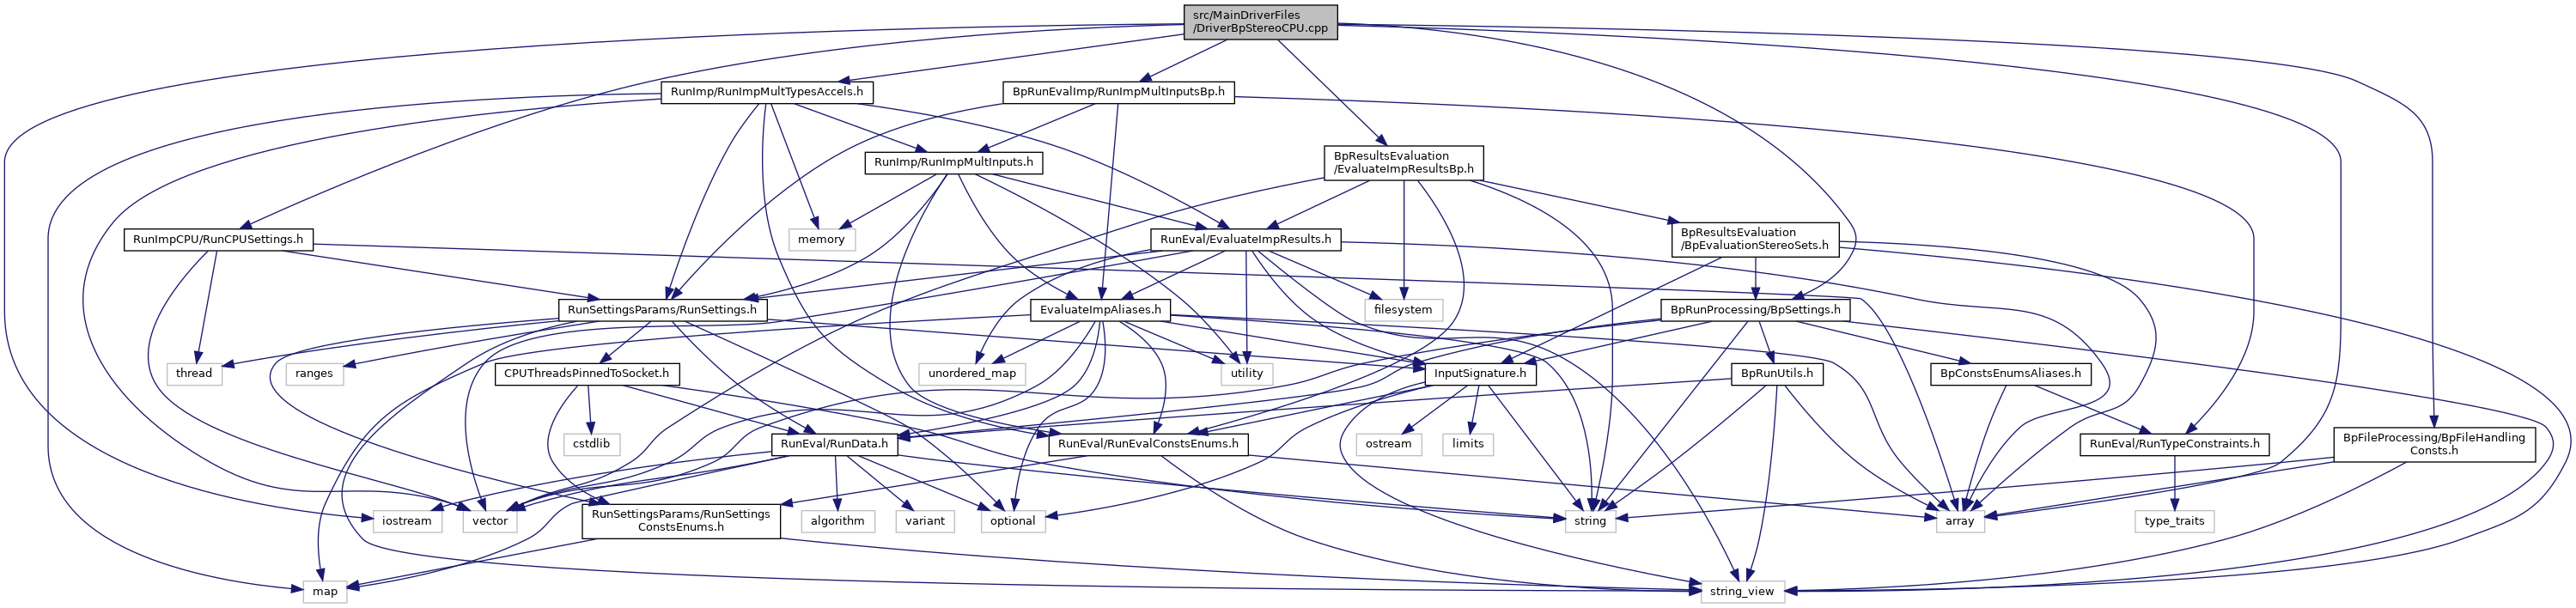 src/MainDriverFiles
/DriverBpStereoCPU.cpp
RunImp/RunImpMultTypesAccels.h
BpRunEvalImp/RunImpMultInputsBp.h
RunImp/RunImpMultInputs.h
BpResultsEvaluation
/EvaluateImpResultsBp.h
RunImpCPU/RunCPUSettings.h
memory
RunEval/EvaluateImpResults.h
BpResultsEvaluation
/BpEvaluationStereoSets.h
RunSettingsParams/RunSettings.h
EvaluateImpAliases.h
filesystem
BpRunProcessing/BpSettings.h
thread
ranges
CPUThreadsPinnedToSocket.h
unordered_map
utility
InputSignature.h
BpRunUtils.h
BpConstsEnumsAliases.h
cstdlib
RunEval/RunData.h
RunEval/RunEvalConstsEnums.h
ostream
limits
RunEval/RunTypeConstraints.h
BpFileProcessing/BpFileHandling
Consts.h
iostream
vector
RunSettingsParams/RunSettings
ConstsEnums.h
algorithm
variant
optional
string
array
type_traits
map
string_view